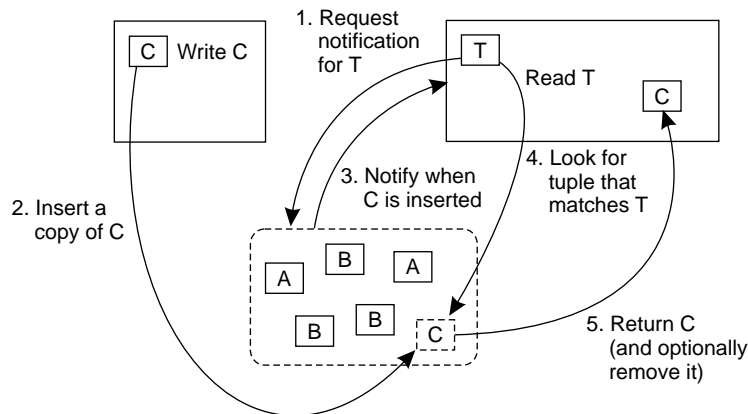 1. Request
notification
for T
C
Write C
T
Read T
C
2. Insert a
copy of C
3. Notify when
C is inserted
4. Look for
tuple that
matches T
A
B
A
B
B
C
5. Return C
(and optionally
remove it)